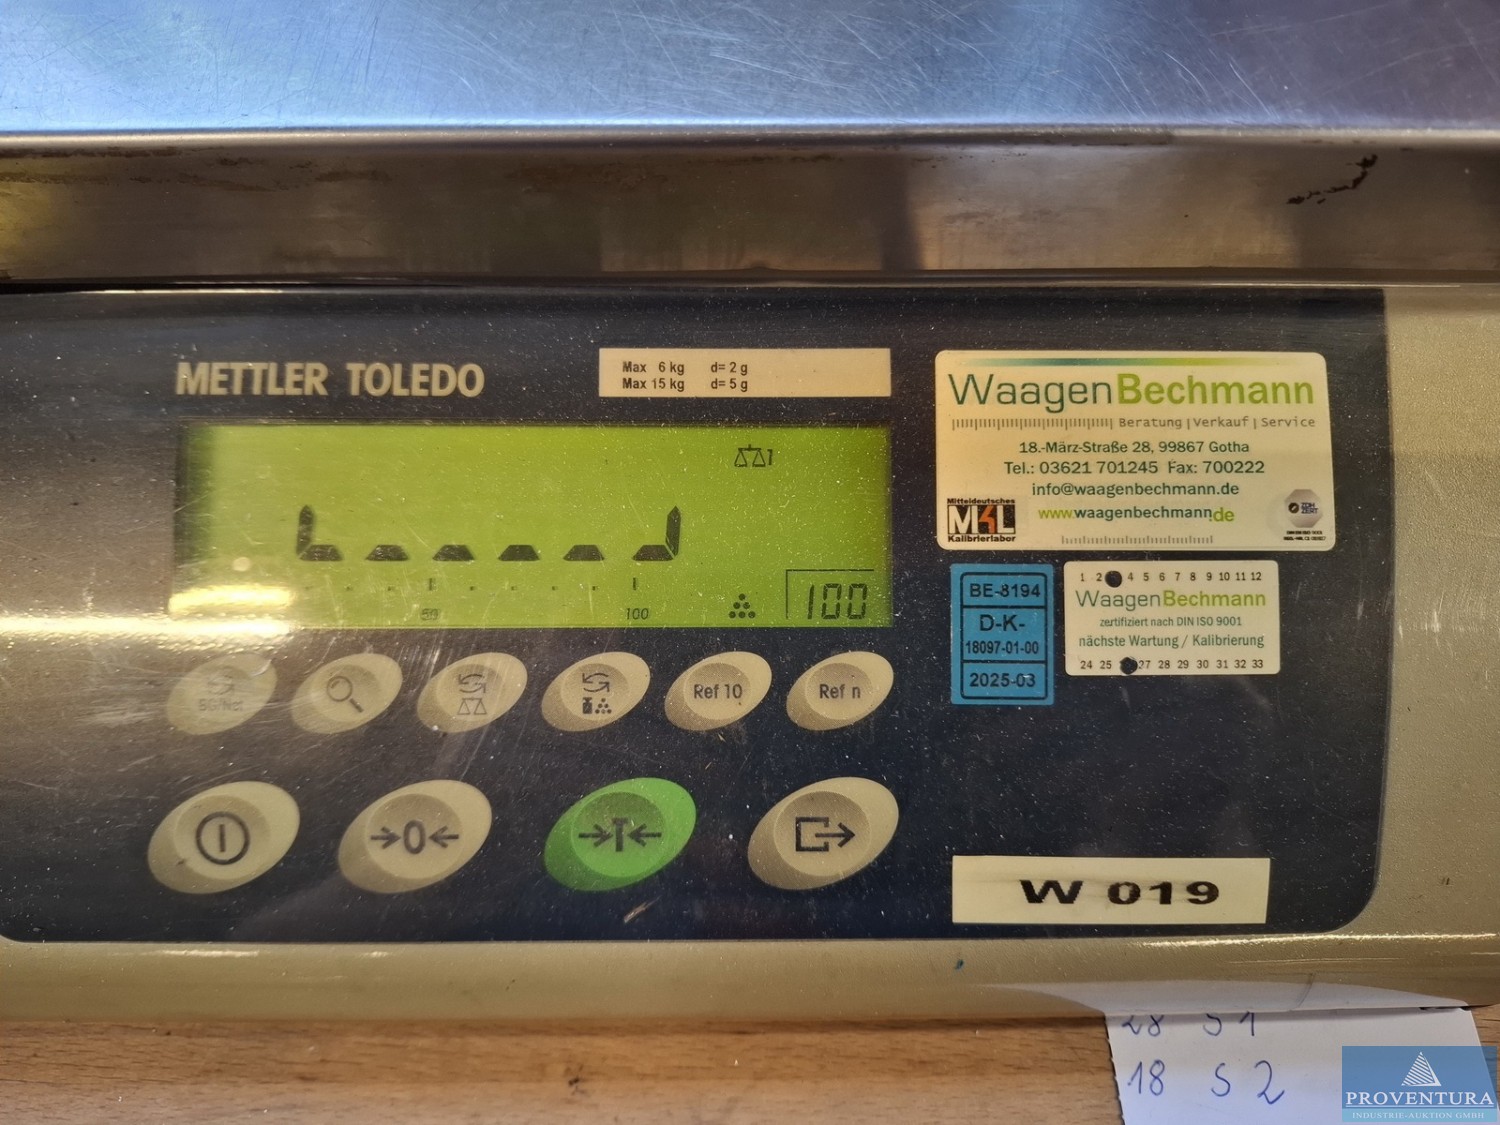 METTLER TOLEDO
Max 6 kg d= 2 g
Max 15 kg d= 5 g
1
50
100
100
BG/Net
Ref 10
Ref n
WaagenBechmann
Beratung | Verkauf | Service
18.-März-Straße 28, 99867 Gotha
Tel.: 03621 701245 Fax: 700222
info@waagenbechmann.de
www.waagenbechmann.de
Mitteldeutsches
MKL
Kalibrierlabor
BE-8194
D-K-
18097-01-00
2025-03
1 2 4 5 6 7 8 9 10 11 12
WaagenBechmann
zertifiziert nach DIN ISO 9001
nächste Wartung / Kalibrierung
24 25 27 28 29 30 31 32 33
→0←
→T←
W 019
28 S 1
18 S 2
PROVENTURA
INDUSTRIE-AUKTION GMBH